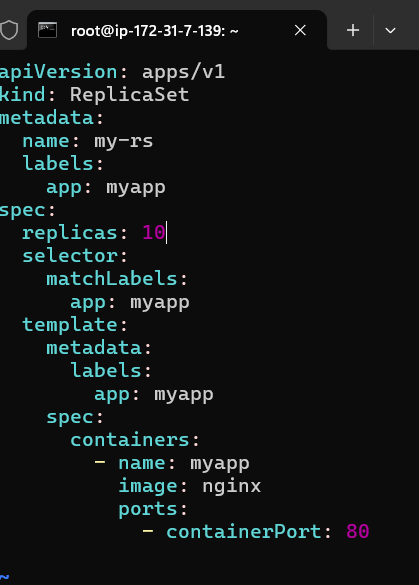 root@ip-172-31-7-139: ~
apiVersion: apps/v1
kind: ReplicaSet
metadata:
  name: my-rs
  labels:
    app: myapp
spec:
  replicas: 10
  selector:
    matchLabels:
      app: myapp
  template:
    metadata:
      labels:
        app: myapp
    spec:
      containers:
        - name: myapp
          image: nginx
          ports:
            - containerPort: 80
~